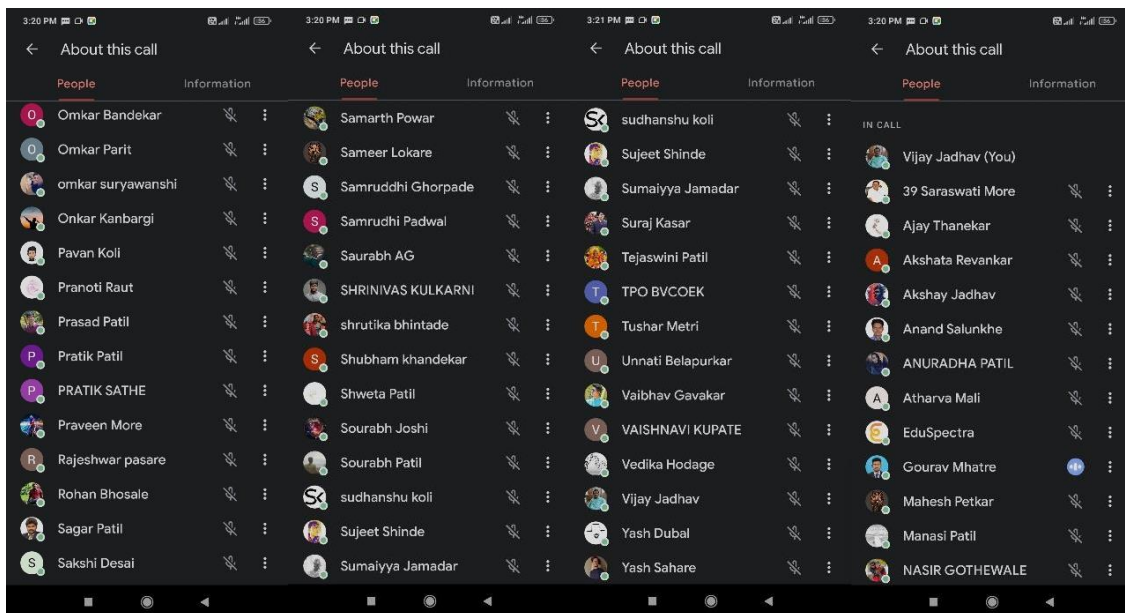 3:20 PM
36
About this call
People Information
O Omkar Bandekar
O Omkar Parit
omkar suryawanshi
Onkar Kanbargi
Pavan Koli
Pranoti Raut
Prasad Patil
P Pratik Patil
P PRATIK SATHE
Praveen More
R Rajeshwar pasare
Rohan Bhosale
Sagar Patil
S Sakshi Desai
3:20 PM
36
About this call
People Information
Samarth Powar
Sameer Lokare
S Samruddhi Ghorpade
S Samrudhi Padwal
Saurabh AG
SHRINIVAS KULKARNI
shrutika bhintade
S Shubham khandekar
Shweta Patil
Sourabh Joshi
Sourabh Patil
SK sudhanshu koli
Sujeet Shinde
Sumaiyya Jamadar
3:21 PM
36
About this call
People Information
SK sudhanshu koli
Sujeet Shinde
Sumaiyya Jamadar
Suraj Kasar
Tejaswini Patil
T TPO BVCOEK
T Tushar Metri
U Unnati Belapurkar
Vaibhav Gavakar
V VAISHNAVI KUPATE
Vedika Hodage
Vijay Jadhav
Yash Dubal
Yash Sahare
3:20 PM
36
About this call
People Information
IN CALL
Vijay Jadhav (You)
39 Saraswati More
Ajay Thanekar
A Akshata Revankar
Akshay Jadhav
Anand Salunkhe
ANURADHA PATIL
A Atharva Mali
EduSpectra
Gourav Mhatre
Mahesh Petkar
Manasi Patil
NASIR GOTHEWALE